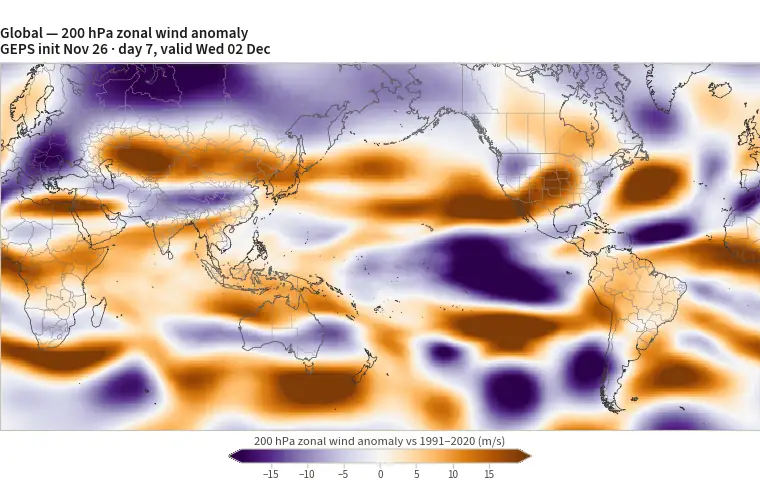 Global — 200 hPa zonal wind anomaly
GEPS init Nov 26 · day 7, valid Wed 02 Dec
200 hPa zonal wind anomaly vs 1991–2020 (m/s)
−15 −10 −5 0 5 10 15